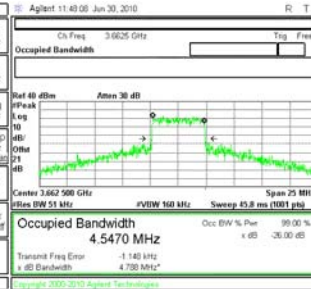 Agilent 11:48:08 Jun 30, 2010 R T
Ch Freq 3.6625 GHz Trig Free
Occupied Bandwidth
Ref 40 dBm Atten 30 dB
#Peak
Log
10
dB/
Offst
21
dB
Center 3.662 500 GHz Span 25 MH
#Res BW 51 kHz #VBW 160 kHz Sweep 45.8 ms (1001 pts)
Occupied Bandwidth Occ BW % Pwr 99.00 %
4.5470 MHz x dB -26.00 dB
Transmit Freq Error -1.148 kHz
x dB Bandwidth 4.788 MHz*
Copyright 2000-2010 Agilent Technologies